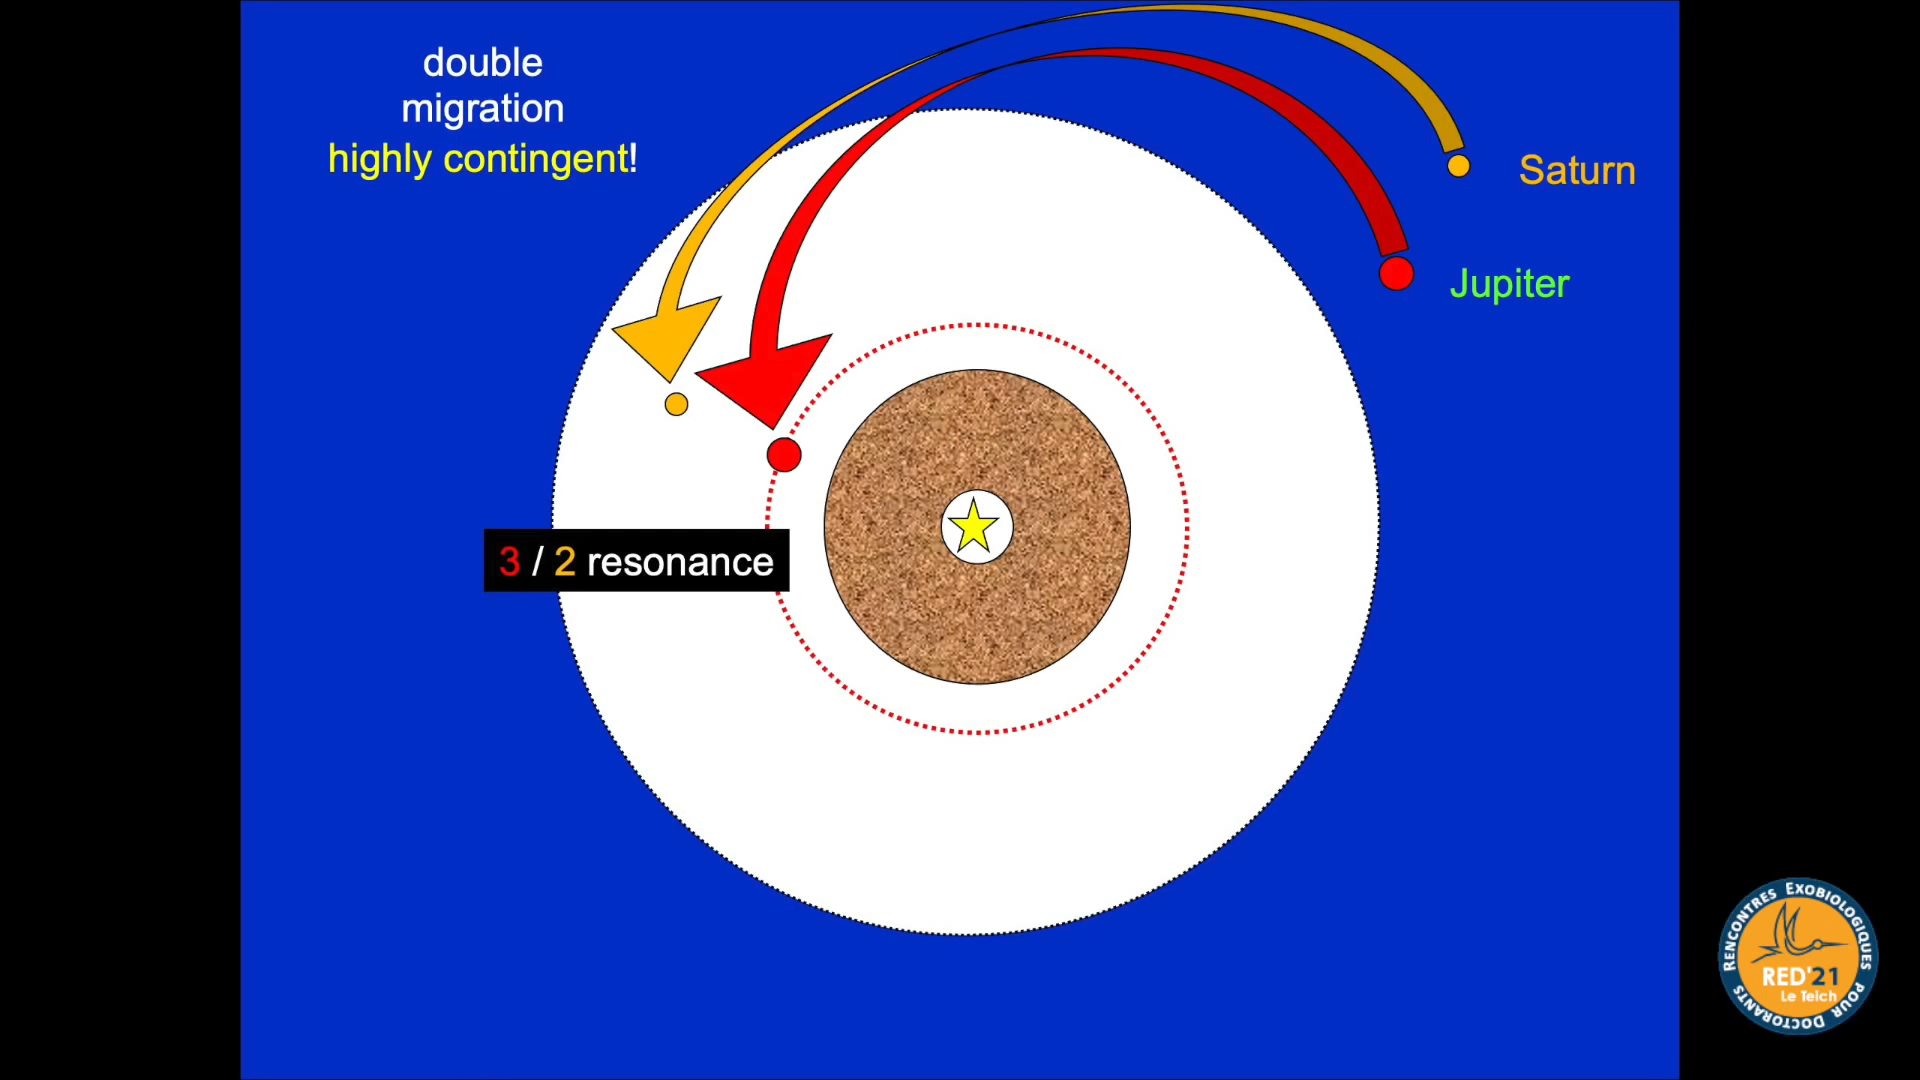 double
migration
highly contingent!
Saturn
Jupiter
3 / 2 resonance
RENCONTRES EXOBIOLOGIQUES POUR DOCTORANTS
RED'21
Le Teich